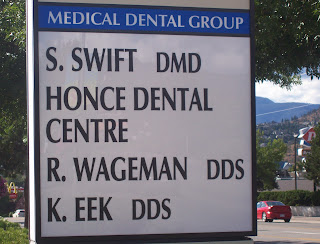 MEDICAL DENTAL GROUP
S. SWIFT DMD
HONCE DENTAL
CENTRE
R. WAGEMAN DDS
K. EEK DDS